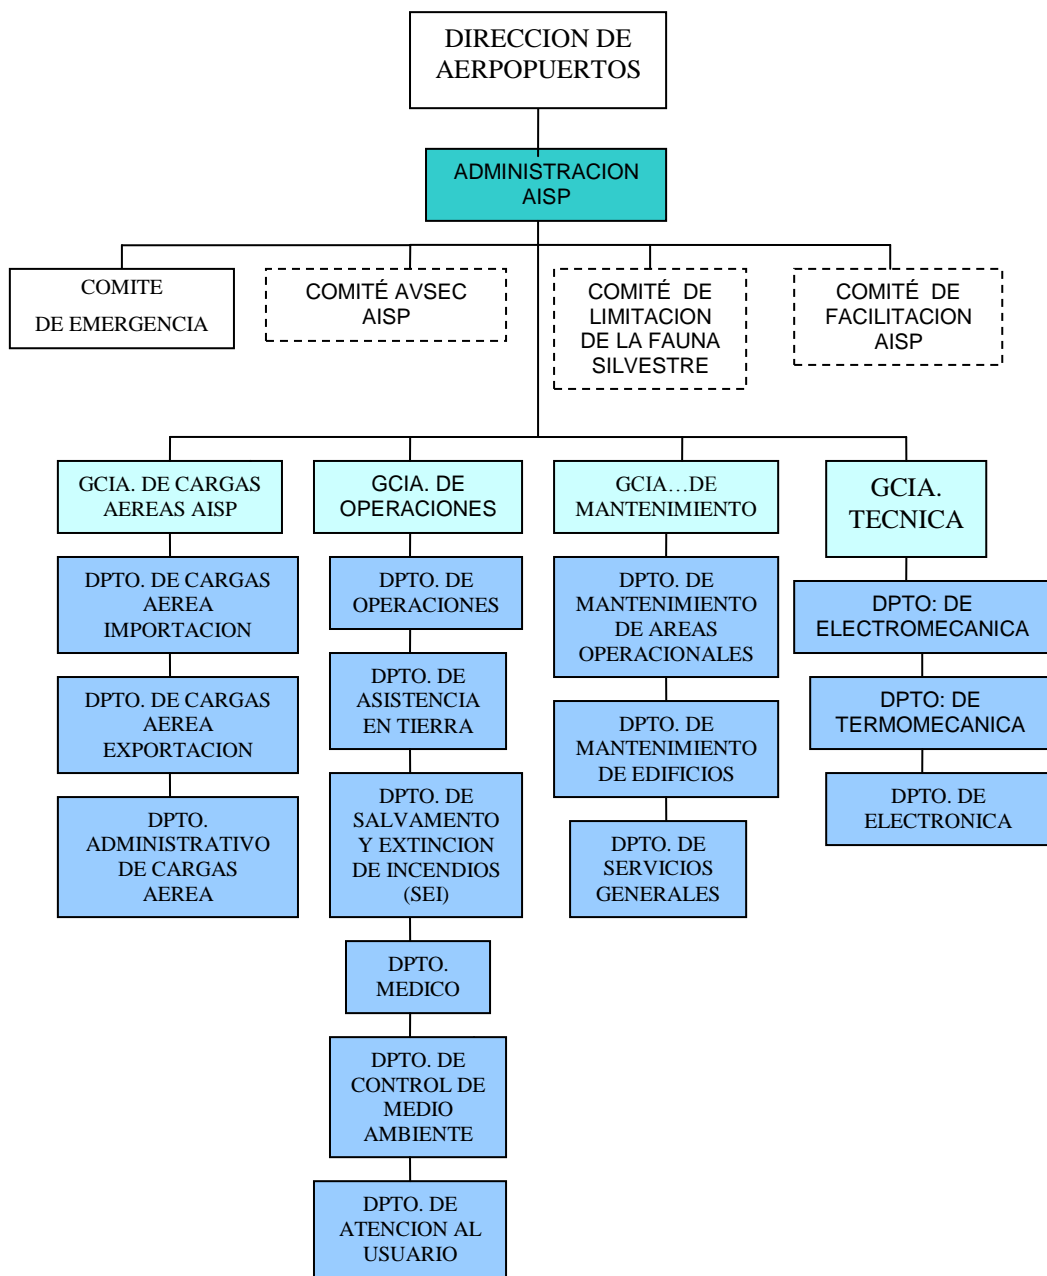 DIRECCION DE
AERPOPUERTOS
ADMINISTRACION
AISP
COMITE
DE EMERGENCIA
COMITÉ AVSEC
AISP
COMITÉ DE
LIMITACION
DE LA FAUNA
SILVESTRE
COMITÉ DE
FACILITACION
AISP
GCIA. DE CARGAS
AEREAS AISP
GCIA. DE
OPERACIONES
GCIA...DE
MANTENIMIENTO
GCIA.
TECNICA
DPTO. DE CARGAS
AEREA
IMPORTACION
DPTO. DE CARGAS
AEREA
EXPORTACION
DPTO.
ADMINISTRATIVO
DE CARGAS
AEREA
DPTO. DE
OPERACIONES
DPTO. DE
ASISTENCIA
EN TIERRA
DPTO. DE
SALVAMENTO
Y EXTINCION
DE INCENDIOS
(SEI)
DPTO.
MEDICO
DPTO. DE
CONTROL DE
MEDIO
AMBIENTE
DPTO. DE
ATENCION AL
USUARIO
DPTO. DE
MANTENIMIENTO
DE AREAS
OPERACIONALES
DPTO. DE
MANTENIMIENTO
DE EDIFICIOS
DPTO. DE
SERVICIOS
GENERALES
DPTO: DE
ELECTROMECANICA
DPTO: DE
TERMOMECANICA
DPTO. DE
ELECTRONICA